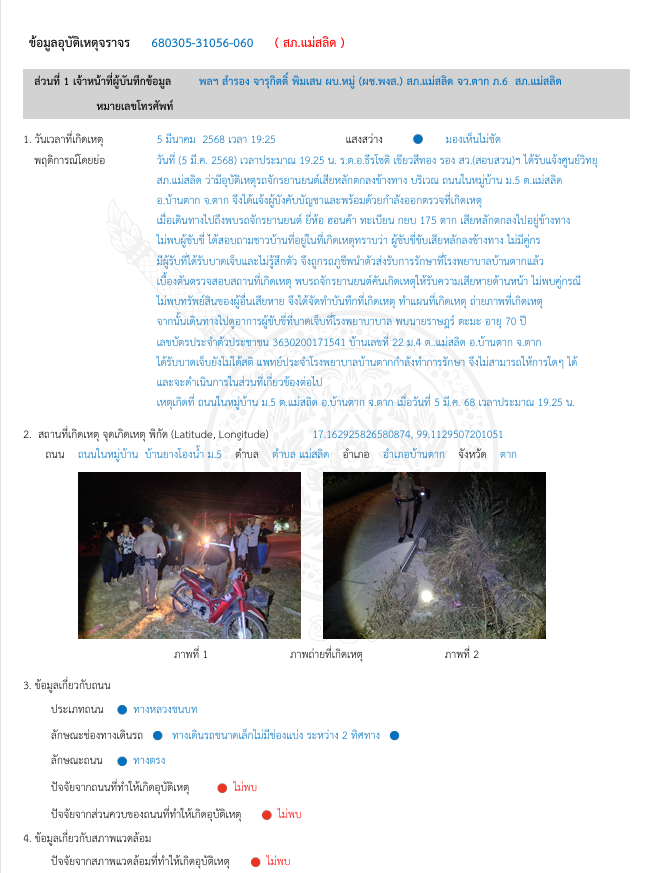 ข้อมูลอุบัติเหตุจราจร 680305-31056-060 ( สภ.แม่สลิด )
ส่วนที่ 1 เจ้าหน้าที่ผู้บันทึกข้อมูล พลฯ สำรอง จารุกิตติ์ พิมเสน ผบ.หมู่ (ผช.พงส.) สภ.แม่สลิด จว.ตาก ภ.6 สภ.แม่สลิด
หมายเลขโทรศัพท์
1. วันเวลาที่เกิดเหตุ 5 มีนาคม 2568 เวลา 19:25 แสงสว่าง มองเห็นไม่ชัด
พฤติการณ์โดยย่อ วันที่ (5 มี.ค. 2568) เวลาประมาณ 19.25 น. ร.ต.อ.ธีรโชติ เขียวสีทอง รอง สว.(สอบสวน)ฯ ได้รับแจ้งศูนย์วิทยุ
สภ.แม่สลิด ว่ามีอุบัติเหตุรถจักรยานยนต์เสียหลักตกลงข้างทาง บริเวณ ถนนในหมู่บ้าน ม.5 ต.แม่สลิด
อ.บ้านตาก จ.ตาก จึงได้แจ้งผู้บังคับบัญชาและพร้อมด้วยกำลังออกตรวจที่เกิดเหตุ
เมื่อเดินทางไปถึงพบรถจักรยานยนต์ ยี่ห้อ ฮอนค้า ทะเบียน กยบ 175 ตาก เสียหลักตกลงไปอยู่ข้างทาง
ไม่พบผู้ขับขี่ ได้สอบถามชาวบ้านที่อยู่ในที่เกิดเหตุทราบว่า ผู้ขับขี่ขับเสียหลักลงข้างทาง ไม่มีคู่กร
มีผู้รับที่ได้รับบาดเจ็บและไม่รู้สึกตัว จึงถูกรถกู้ชีพนำตัวส่งรับการรักษาที่โรงพยาบาลบ้านตากแล้ว
เบื้องต้นตรวจสอบสถานที่เกิดเหตุ พบรถจักรยานยนต์คันเกิดเหตุได้รับความเสียหายด้านหน้า ไม่พบคู่กรณี
ไม่พบทรัพย์สินของผู้อื่นเสียหาย จึงได้จัดทำบันทึกที่เกิดเหตุ ทำแผนที่เกิดเหตุ ถ่ายภาพที่เกิดเหตุ
จากนั้นเดินทางไปดูอาการผู้ขับขี่ที่บาดเจ็บที่โรงพยาบาบาล พบนายราษฎร์ ตะมะ อายุ 70 ปี
เลขบัตรประจำตัวประชาชน 3630200171541 บ้านเลขที่ 22 ม.4 ต..แม่สลิด อ.บ้านตาก จ.ตาก
ได้รับบาดเจ็บยังไม่ได้สติ แพทย์ประจำโรงพยาบาลบ้านตากกำลังทำการรักษา จึงไม่สามารถให้การใดๆ ได้
และจะดำเนินการในส่วนที่เกี่ยวข้องต่อไป
เหตุเกิดที่ ถนนในหมู่บ้าน ม.5 ต.แม่สลิด อ.บ้านตาก จ.ตาก เมื่อวันที่ 5 มี.ค. 68 เวลาประมาณ 19.25 น.
2. สถานที่เกิดเหตุ จุดเกิดเหตุ พิกัด (Latitude, Longitude) 17.162925826580874, 99.1129507201051
ถนน ถนนในหมู่บ้าน บ้านยางโองน้ำ ม.5 ตำบล ตำบล แม่สลิด อำเภอ อำเภอบ้านตาก จังหวัด ตาก
ภาพที่ 1 ภาพถ่ายที่เกิดเหตุ ภาพที่ 2
3. ข้อมูลเกี่ยวกับถนน
ประเภทถนน ทางหลวงชนบท
ลักษณะช่องทางเดินรถ ทางเดินรถขนาดเล็กไม่มีช่องแบ่ง ระหว่าง 2 ทิศทาง
ลักษณะถนน ทางตรง
ปัจจัยจากถนนที่ทำให้เกิดอุบัติเหตุ ไม่พบ
ปัจจัยจากส่วนควบของถนนที่ทำให้เกิดอุบัติเหตุ ไม่พบ
4. ข้อมูลเกี่ยวกับสภาพแวดล้อม
ปัจจัยจากสภาพแวดล้อมที่ทำให้เกิดอุบัติเหตุ ไม่พบ